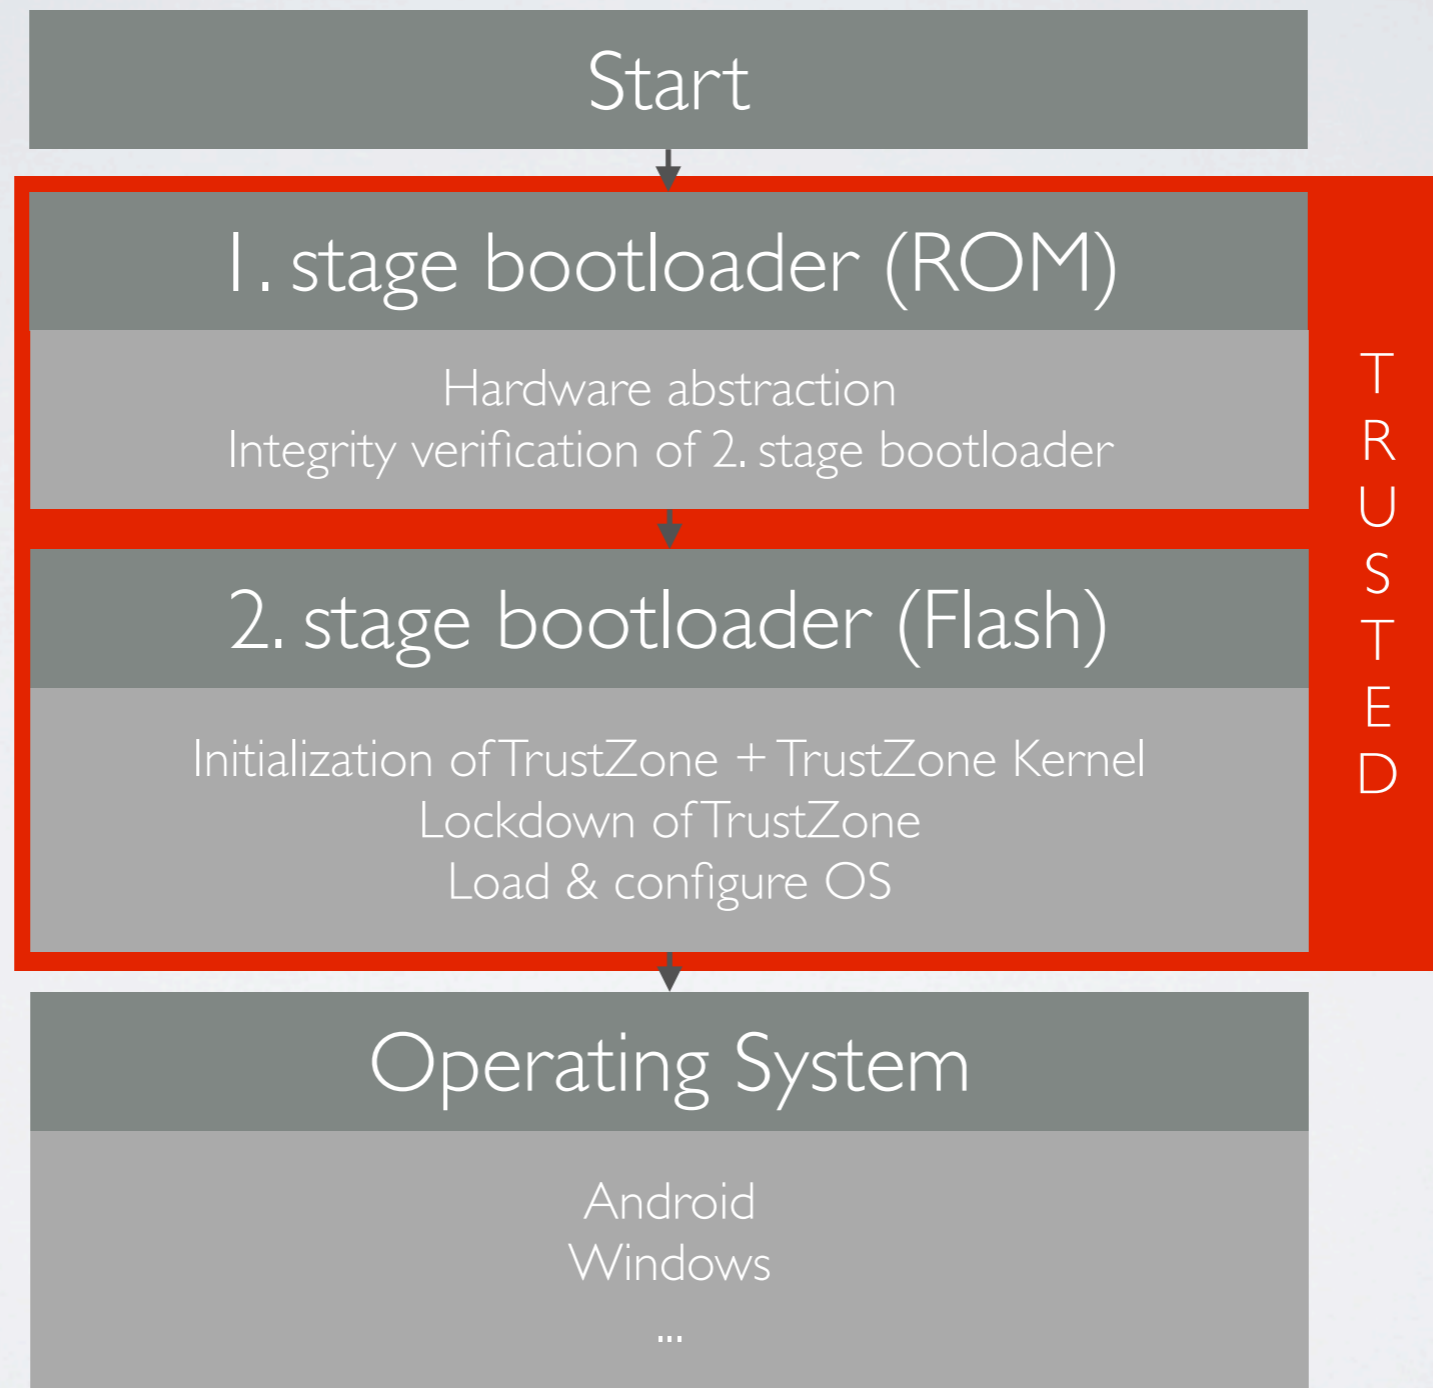 Start
1. stage bootloader (ROM)
Hardware abstraction
Integrity verification of 2. stage bootloader
2. stage bootloader (Flash)
Initialization of TrustZone + TrustZone Kernel
Lockdown of TrustZone
Load & configure OS
TRUSTED
Operating System
Android
Windows
...